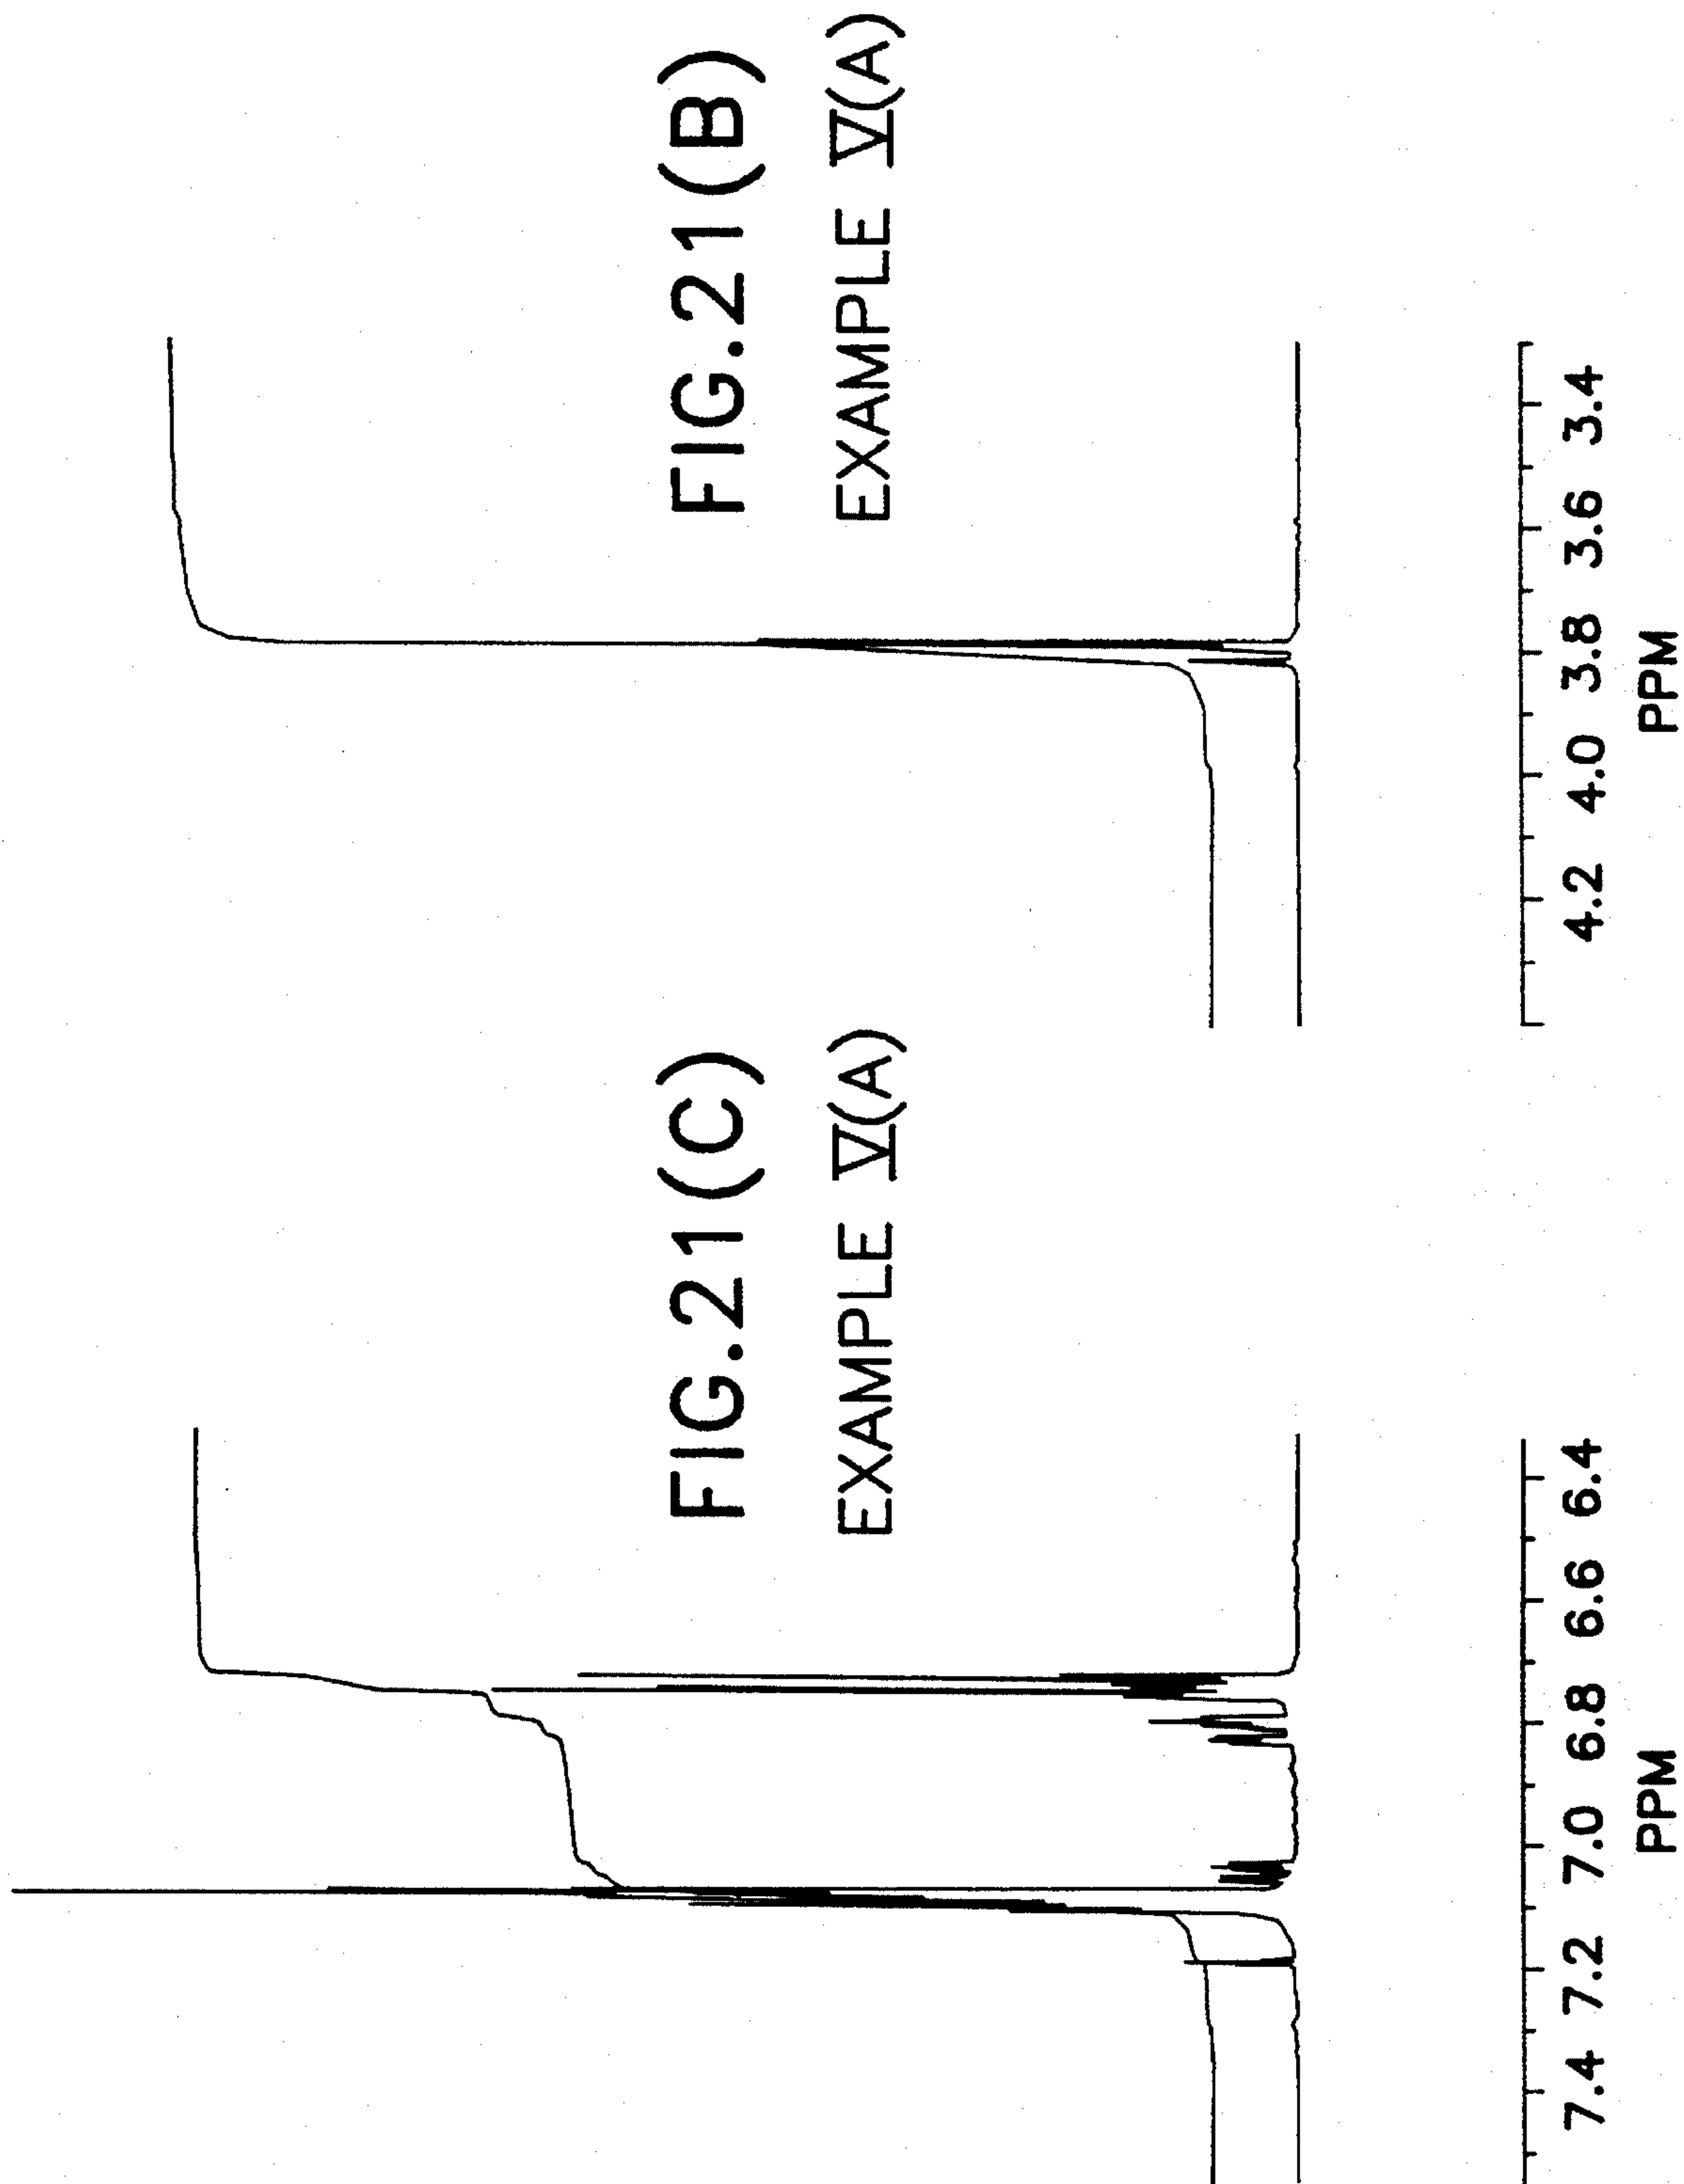 FIG.21(B)
EXAMPLE V(A)
4.2 4.0 3.8 3.6 3.4
PPM
FIG.21(C)
EXAMPLE V(A)
7.4 7.2 7.0 6.8 6.6 6.4
PPM